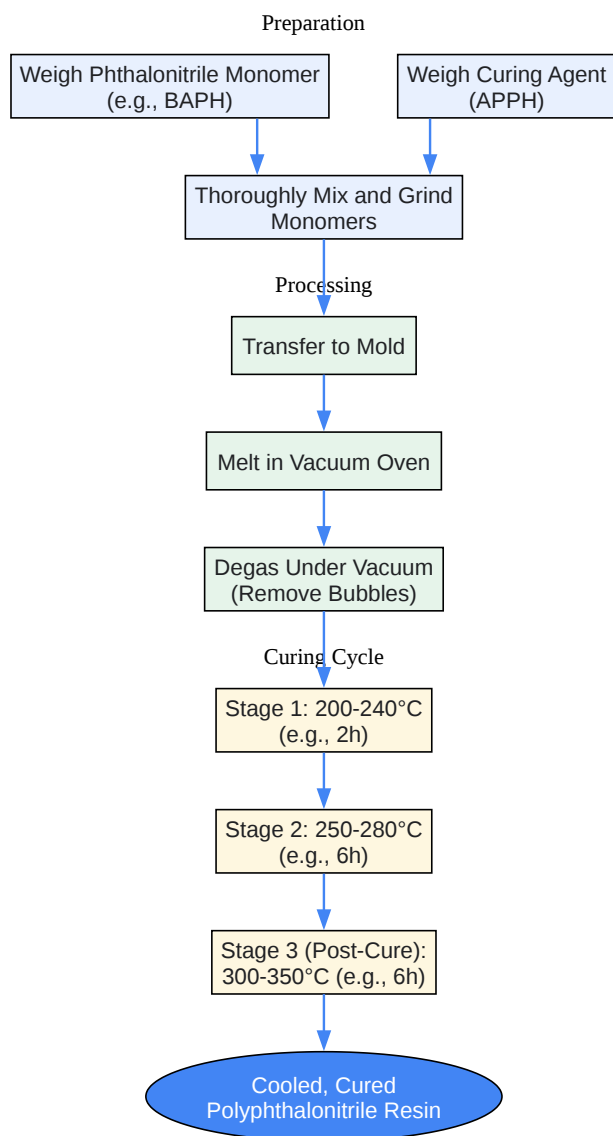 Preparation
Weigh Phthalonitrile Monomer
(e.g., BAPH)
Weigh Curing Agent
(APPH)
Thoroughly Mix and Grind
Monomers
Processing
Transfer to Mold
Melt in Vacuum Oven
Degas Under Vacuum
(Remove Bubbles)
Curing Cycle
Stage 1: 200-240°C
(e.g., 2h)
Stage 2: 250-280°C
(e.g., 6h)
Stage 3 (Post-Cure):
300-350°C (e.g., 6h)
Cooled, Cured
Polyphthalonitrile Resin